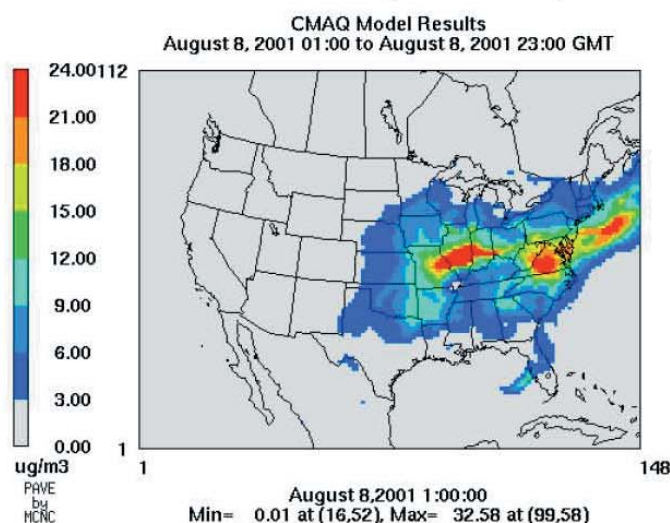 CMAQ Model Results
August 8, 2001 01:00 to August 8, 2001 23:00 GMT
24.00
21.00
18.00
15.00
12.00
9.00
6.00
3.00
0.00
ug/m3
PAVE
by
MCNC
112
1
1
148
August 8,2001 1:00:00
Min= 0.01 at (16,52), Max= 32.58 at (99,58)